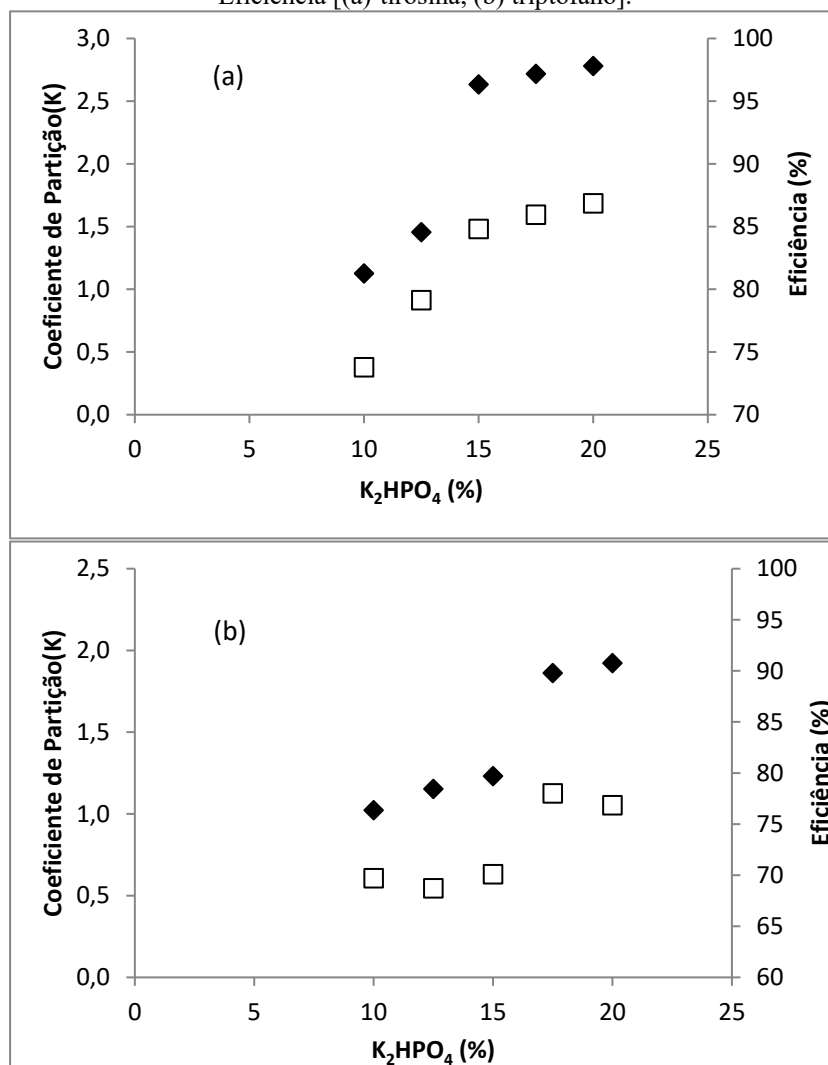 Eficiência [(a) tirosina, (b) triptofano].
(a)
Coeficiente de Partição(K)
3,0
2,5
2,0
1,5
1,0
0,5
0,0
100
95
90
85
80
75
70
Eficiência (%)
0 5 10 15 20 25
K₂HPO₄ (%)
(b)
Coeficiente de Partição(K)
2,5
2,0
1,5
1,0
0,5
0,0
100
95
90
85
80
75
70
65
60
Eficiência (%)
0 5 10 15 20 25
K₂HPO₄ (%)